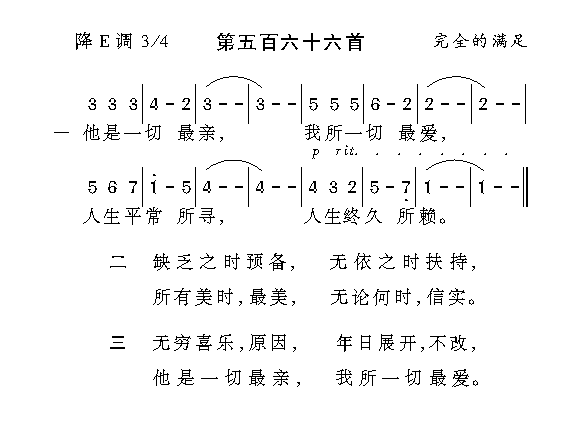 降E调 3/4 第五百六十六首 完全的满足
3 3 3|4 - 2|3 - -|3 - -|5 5 5|6 - 2|2 - -|2 - -|
一 他是一切 最亲, 我所一切 最爱,
p rit. . . . . . . .
5 6 7|i - 5|4 - -|4 - -|4 3 2|5 - 7|1 - -|1 - -‖
人生平常 所寻, 人生终久 所赖。
二 缺乏之时预备, 无依之时扶持,
所有美时,最美, 无论何时,信实。
三 无穷喜乐,原因, 年日展开,不改,
他是一切最亲, 我所一切最爱。